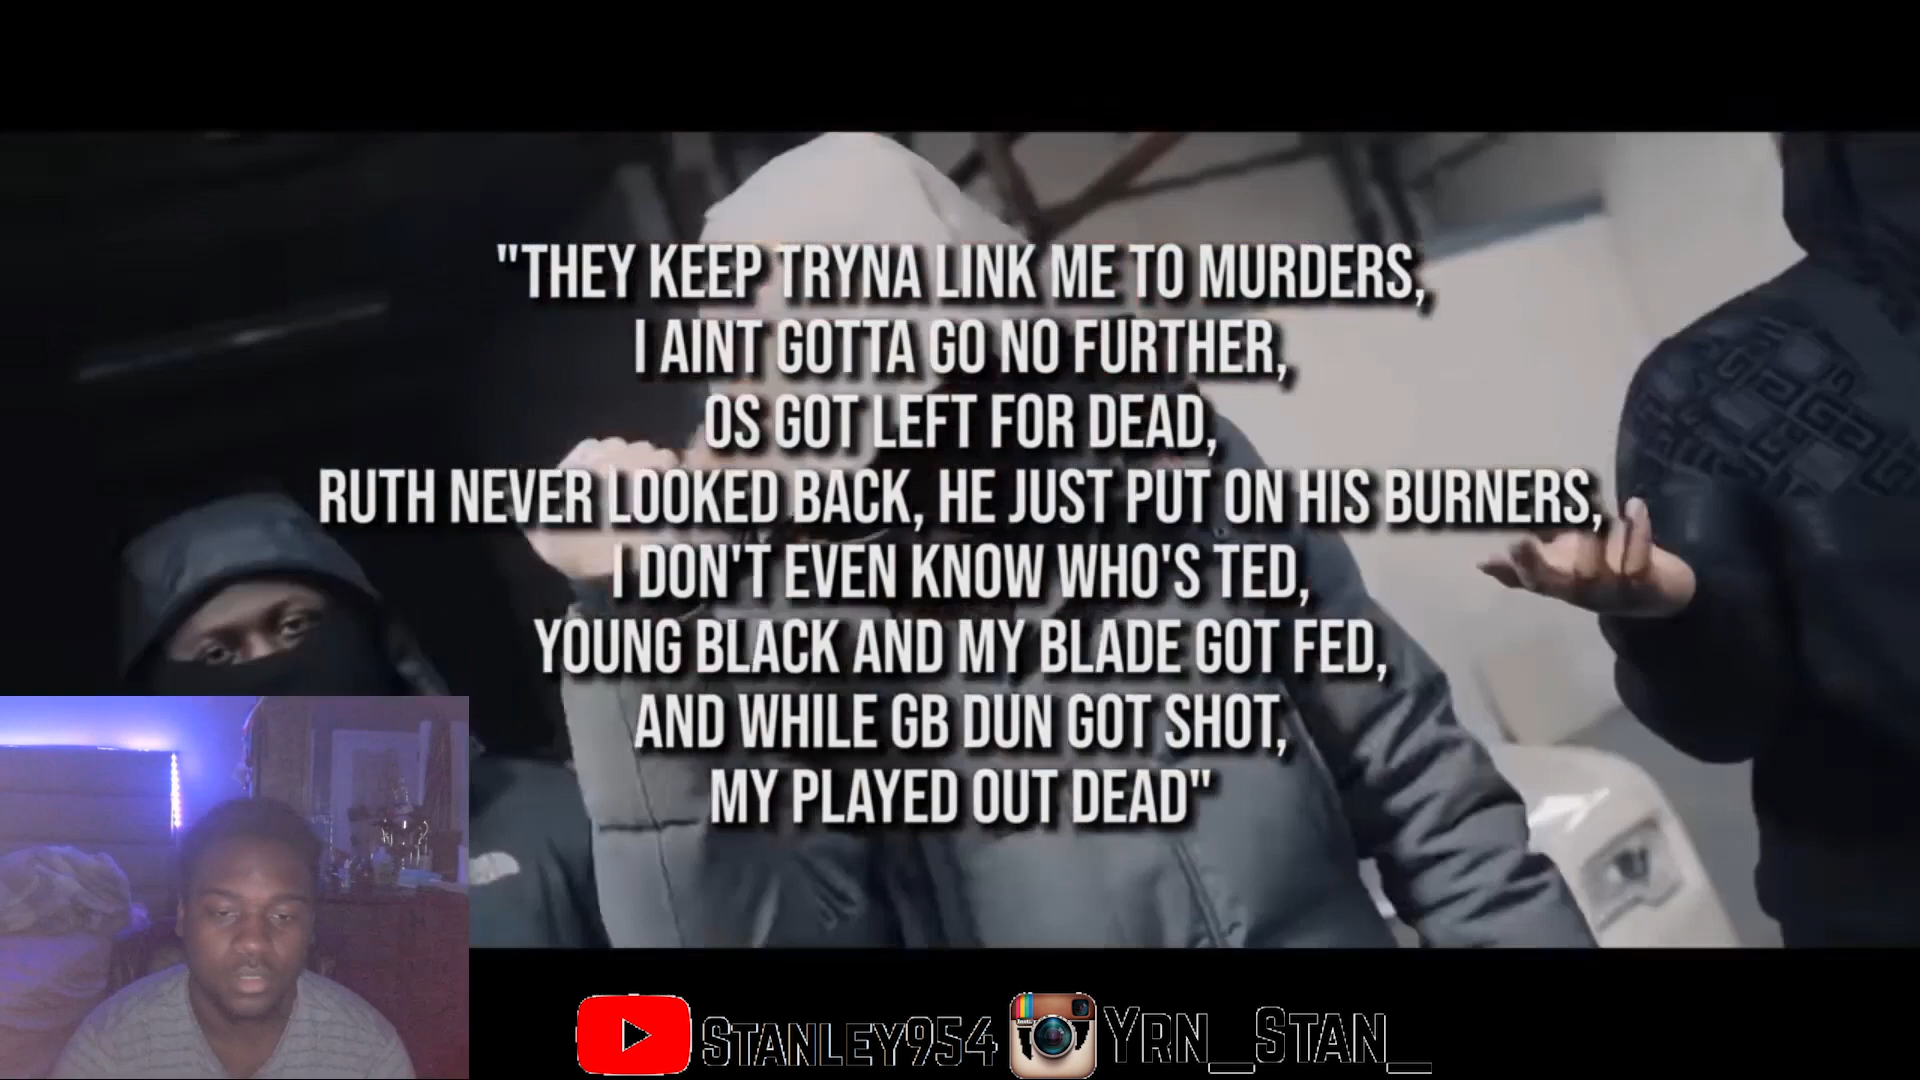 "THEY KEEP TRYNA LINK ME TO MURDERS,
I AINT GOTTA GO NO FURTHER,
OS GOT LEFT FOR DEAD,
RUTH NEVER LOOKED BACK, HE JUST PUT ON HIS BURNERS,
I DON'T EVEN KNOW WHO'S TED,
YOUNG BLACK AND MY BLADE GOT FED,
AND WHILE GB DUN GOT SHOT,
MY PLAYED OUT DEAD"
STANLEY954 YRN_STAN_